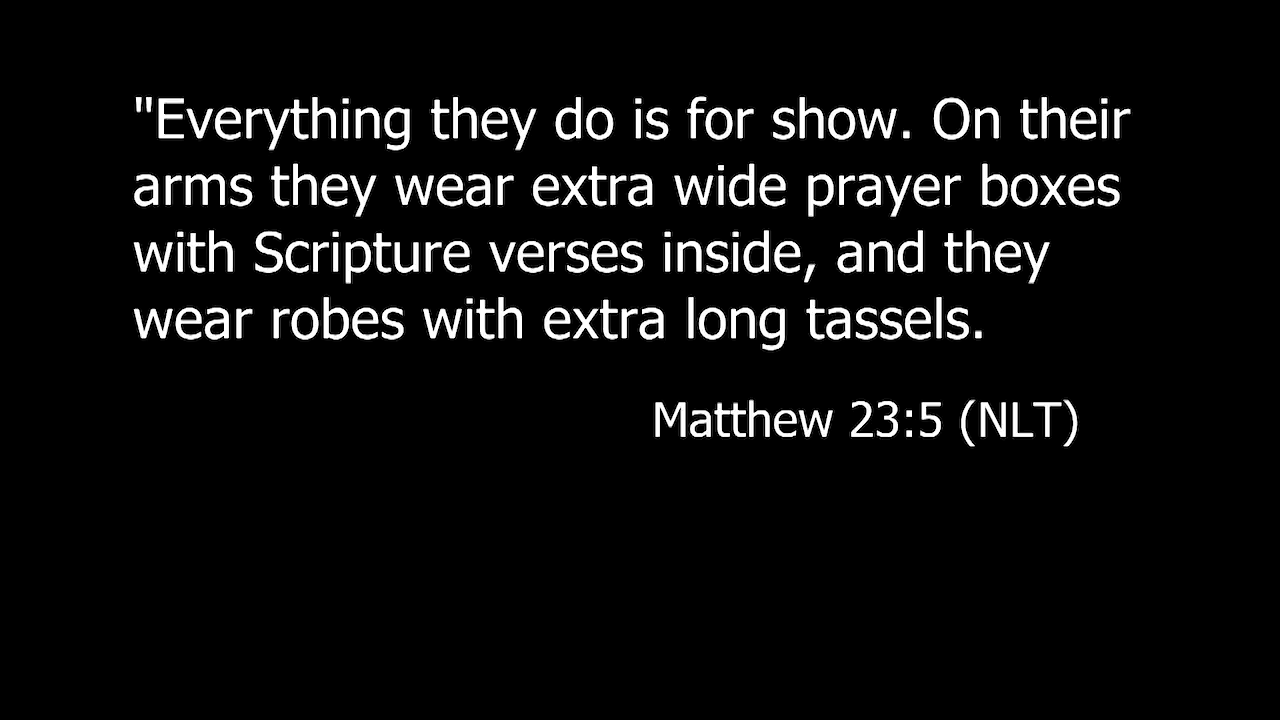 "Everything they do is for show. On their
arms they wear extra wide prayer boxes
with Scripture verses inside, and they
wear robes with extra long tassels.
Matthew 23:5 (NLT)